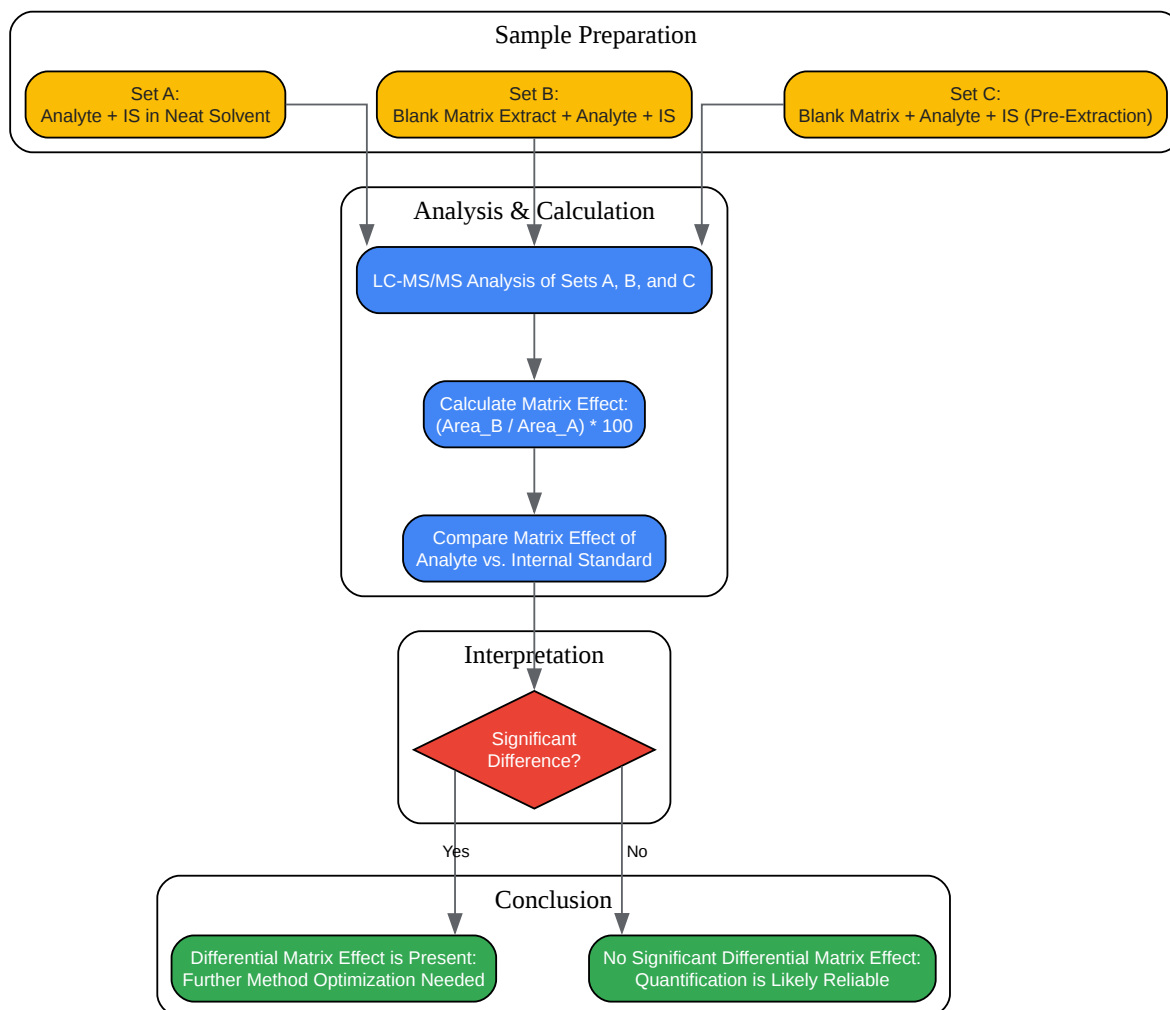 Sample Preparation
Set A:
Analyte + IS in Neat Solvent
Set B:
Blank Matrix Extract + Analyte + IS
Set C:
Blank Matrix + Analyte + IS (Pre-Extraction)
Analysis & Calculation
LC-MS/MS Analysis of Sets A, B, and C
Calculate Matrix Effect:
(Area_B / Area_A) * 100
Compare Matrix Effect of
Analyte vs. Internal Standard
Interpretation
Significant
Difference?
Yes
No
Conclusion
Differential Matrix Effect is Present:
Further Method Optimization Needed
No Significant Differential Matrix Effect:
Quantification is Likely Reliable